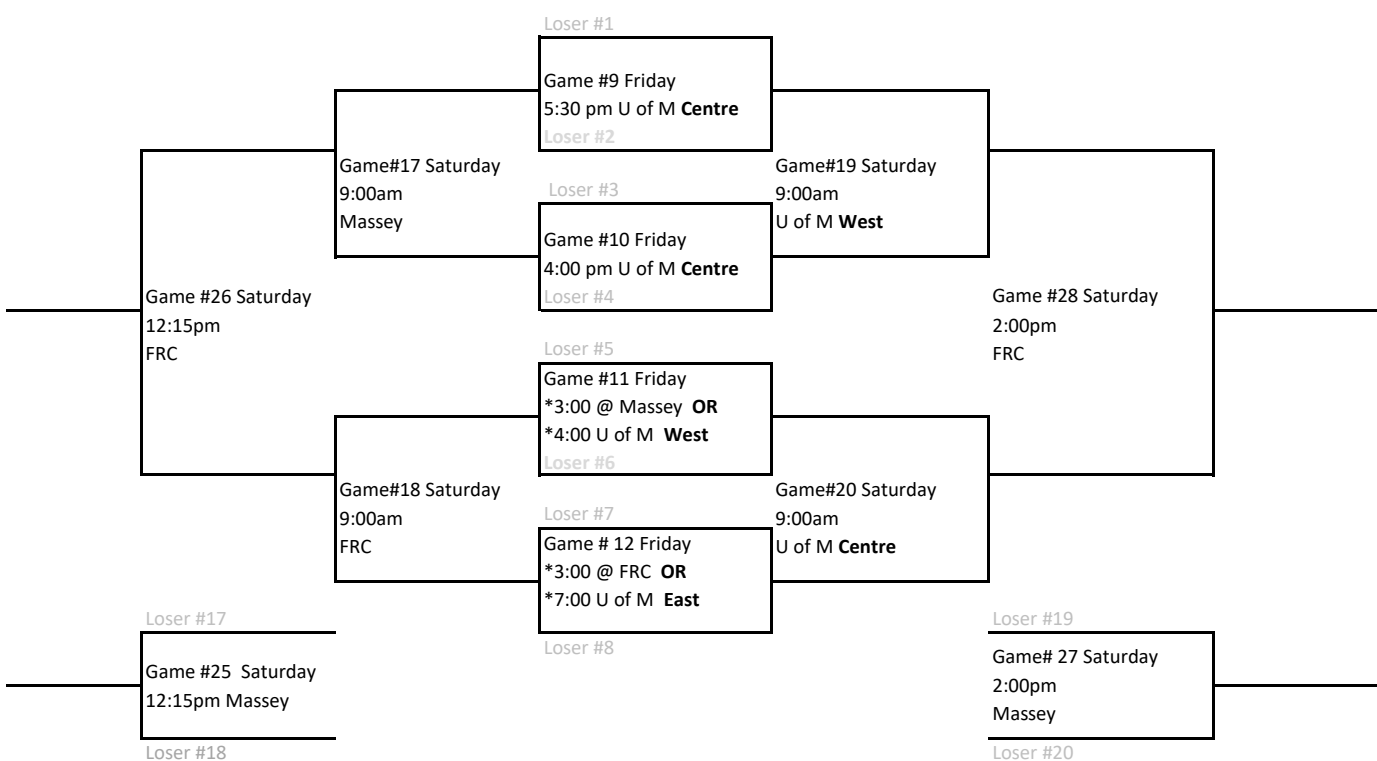 Loser #1
Game #9 Friday
5:30 pm U of M Centre
Loser #2
Game#17 Saturday
9:00am
Massey
Game#19 Saturday
9:00am
U of M West
Loser #3
Game #10 Friday
4:00 pm U of M Centre
Loser #4
Game #26 Saturday
12:15pm
FRC
Game #28 Saturday
2:00pm
FRC
Loser #5
Game #11 Friday
*3:00 @ Massey OR
*4:00 U of M West
Loser #6
Game#18 Saturday
9:00am
FRC
Game#20 Saturday
9:00am
U of M Centre
Loser #7
Game # 12 Friday
*3:00 @ FRC OR
*7:00 U of M East
Loser #8
Loser #17
Game #25 Saturday
12:15pm Massey
Loser #18
Loser #19
Game# 27 Saturday
2:00pm
Massey
Loser #20